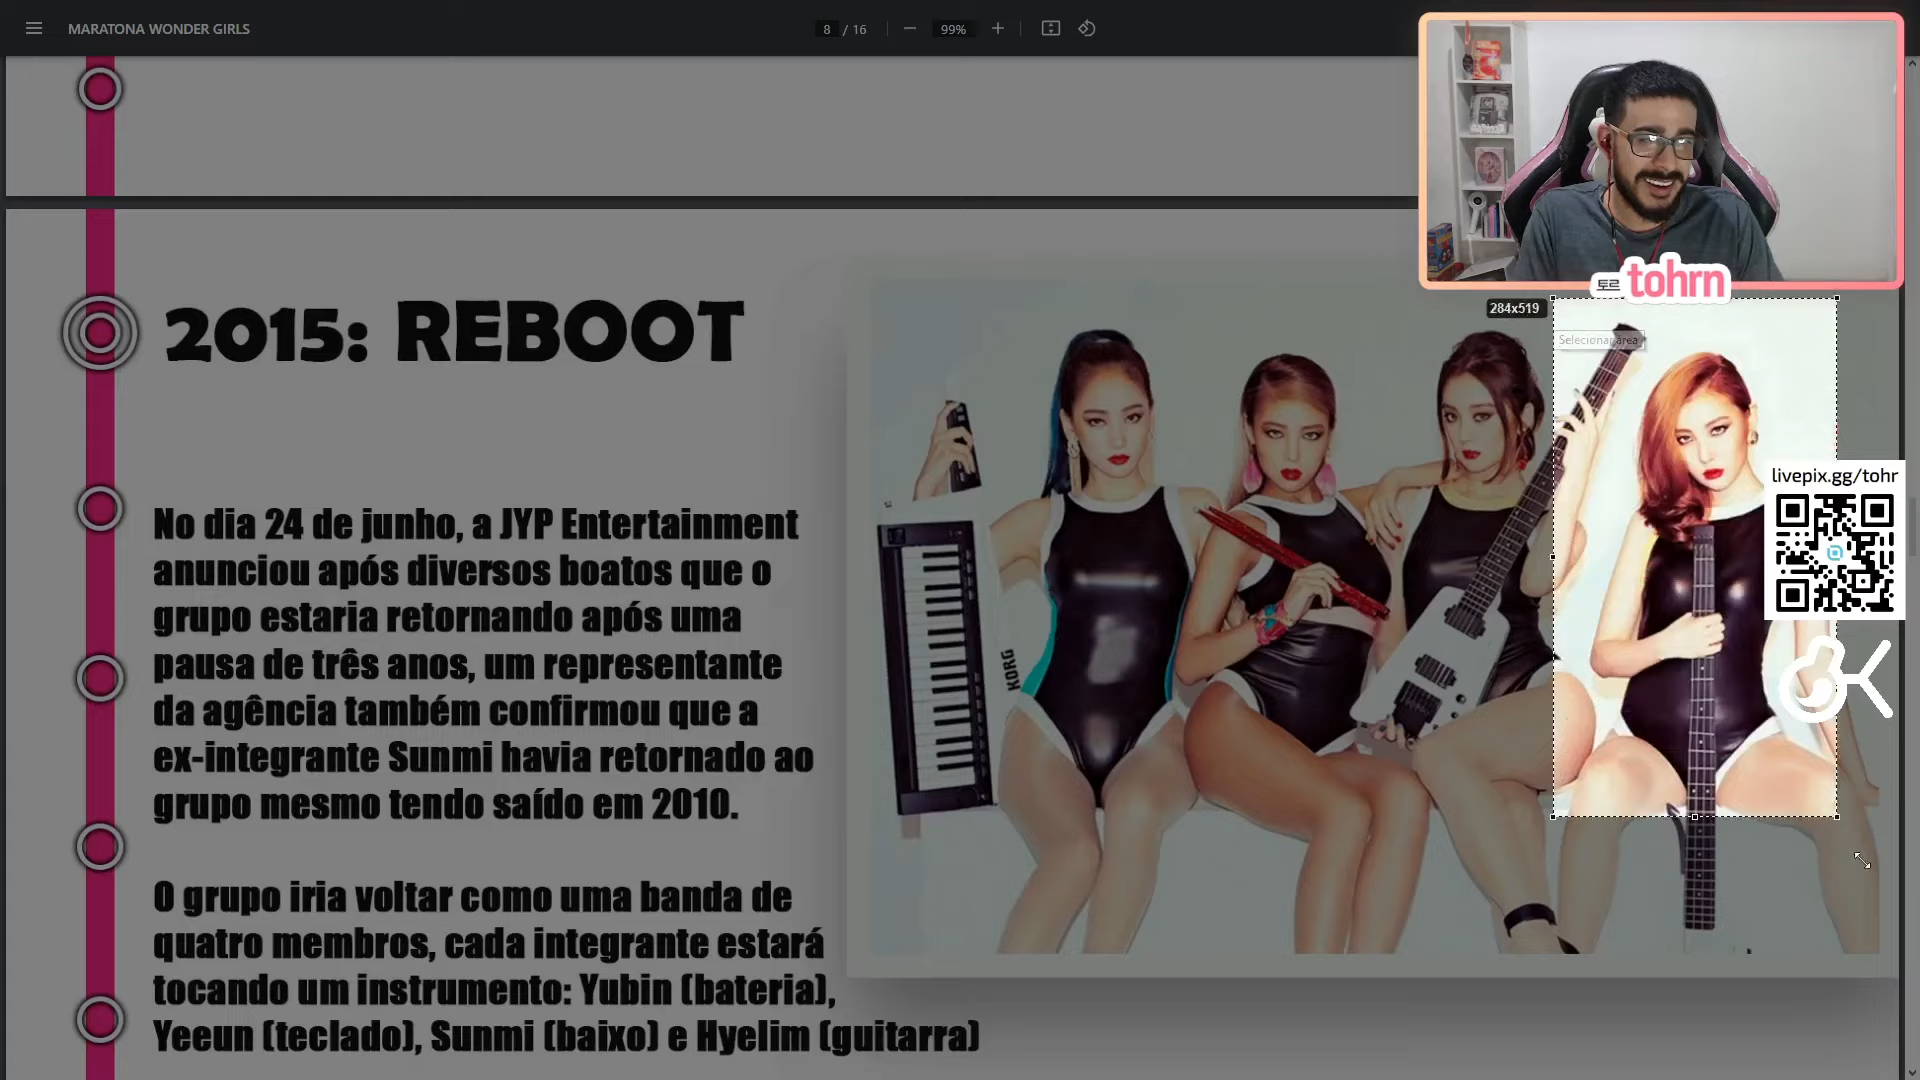 MARATONA WONDER GIRLS
8 / 16
99%
토르 tohrn
284x519
Selecionar área
2015: REBOOT
livepix.gg/tohr
KORG
No dia 24 de junho, a JYP Entertainment
anunciou após diversos boatos que o
grupo estaria retornando após uma
pausa de três anos, um representante
da agência também confirmou que a
ex-integrante Sunmi havia retornado ao
grupo mesmo tendo saído em 2010.
O grupo iria voltar como uma banda de
quatro membros, cada integrante estará
tocando um instrumento: Yubin (bateria),
Yeeun (teclado), Sunmi (baixo) e Hyelim (guitarra)